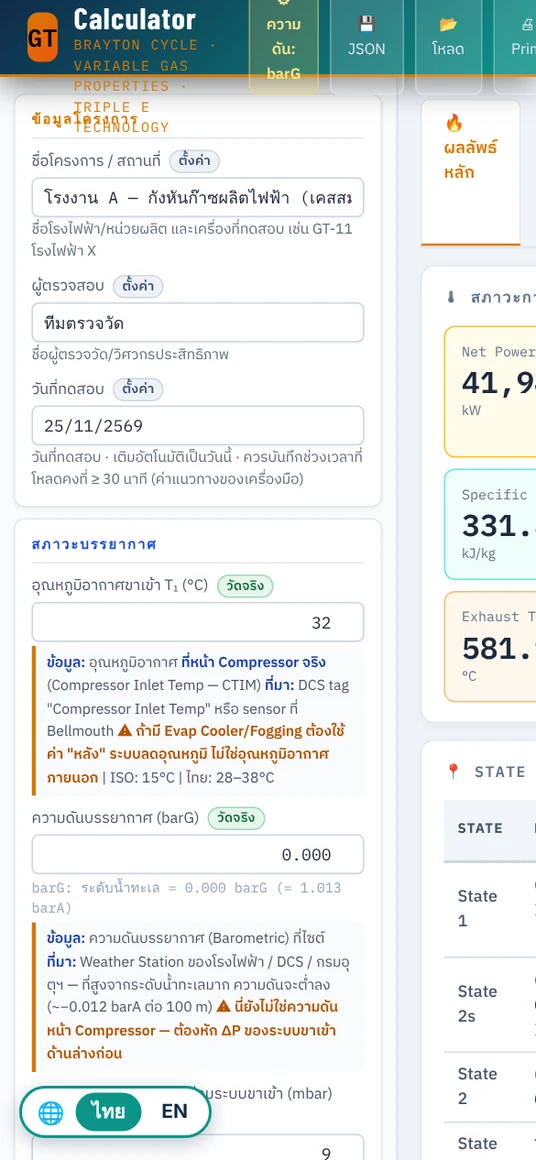 GT
Calculator
BRAYTON CYCLE ·
VARIABLE GAS
PROPERTIES ·
TRIPLE E
TECHNOLOGY
ความ
ดัน:
barG
💾
JSON
📂
โหลด
🖨
ข้อมูลโครงการ
ชื่อโครงการ / สถานที่ ตั้งค่า
โรงงาน A — กังหันก๊าซผลิตไฟฟ้า
ชื่อโรงไฟฟ้า/หน่วยผลิต และเครื่องที่ทดสอบ เช่น GT-11
โรงไฟฟ้า X
ผู้ตรวจสอบ ตั้งค่า
ทีมตรวจวัด
ชื่อผู้ตรวจวัด/วิศวกรประสิทธิภาพ
วันที่ทดสอบ ตั้งค่า
25/11/2569
วันที่ทดสอบ · เติมอัตโนมัติเป็นวันนี้ · ควรบันทึกช่วงเวลาที่
โหลดคงที่ ≥ 30 นาที (ค่าแนวทางของเครื่องมือ)
สภาวะบรรยากาศ
อุณหภูมิอากาศขาเข้า T₁ (°C) วัดจริง
32
ข้อมูล: อุณหภูมิอากาศ ที่หน้า Compressor จริง
(Compressor Inlet Temp — CTIM) ที่มา: DCS tag
"Compressor Inlet Temp" หรือ sensor ที่
Bellmouth ⚠ ถ้ามี Evap Cooler/Fogging ต้องใช้
ค่า "หลัง" ระบบลดอุณหภูมิ ไม่ใช่อุณหภูมิอากาศ
ภายนอก | ISO: 15°C | ไทย: 28–38°C
ความดันบรรยากาศ (barG) วัดจริง
0.000
barG: ระดับน้ำทะเล = 0.000 barG (= 1.013
barA)
ข้อมูล: ความดันบรรยากาศ (Barometric) ที่ไซต์
ที่มา: Weather Station ของโรงไฟฟ้า / DCS / กรมอุ
ตุฯ — ที่สูงจากระดับน้ำทะเลมาก ความดันจะต่ำลง
(~−0.012 barA ต่อ 100 m) ⚠ นี่ยังไม่ใช่ความดัน
หน้า Compressor — ต้องหัก ΔP ของระบบขาเข้า
ด้านล่างก่อน
ระบบขาเข้า (mbar)
9
🌐 ไทย EN
🔥
ผลลัพธ์
หลัก
🌡
Net Power
kW
Specific
kJ/kg
Exhaust
°C
📍 STATE
STATE
State
1
State
2s
State
2
State